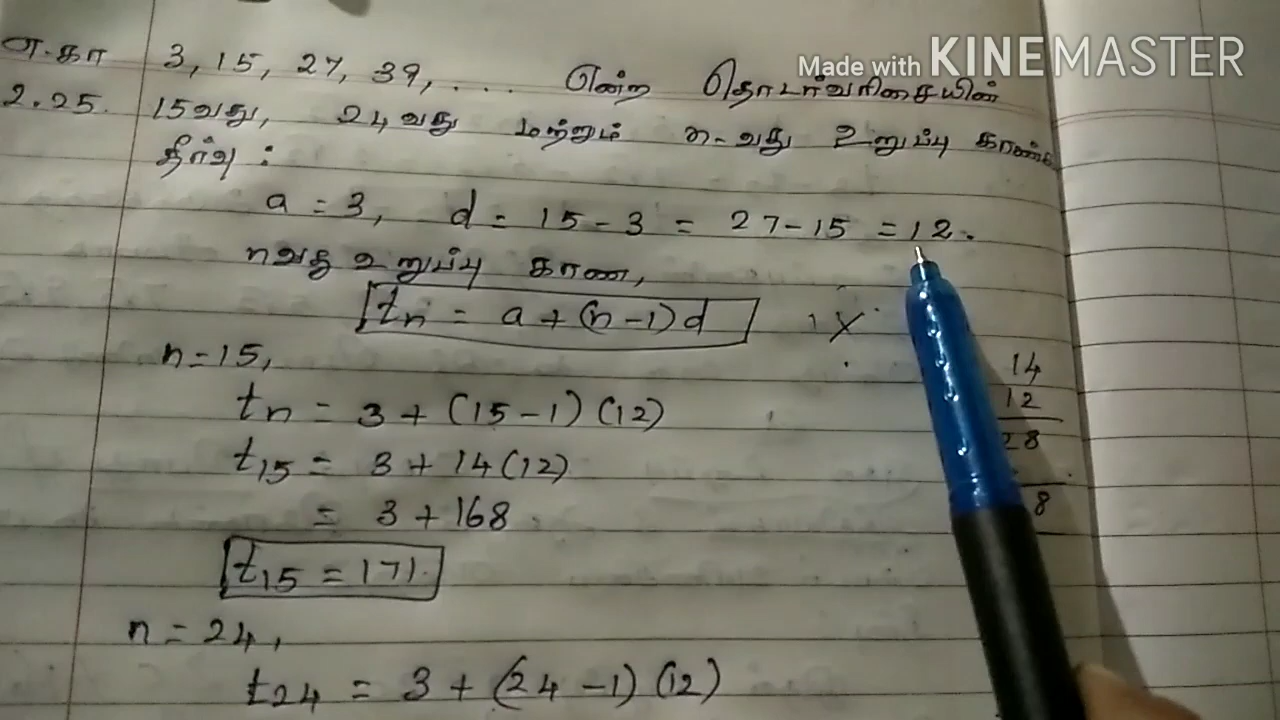 Made with KINEMASTER
எ.கா 3, 15, 27, 39, .... என்ற தொடர்வரிசையின்
2.25. 15வது, 24வது மற்றும் n-வது உறுப்பு காண்க
தீர்வு :
a = 3, d = 15 - 3 = 27 - 15 = 12.
nவது உறுப்பு காண,
tn = a + (n-1)d
n = 15,
14
tn = 3 + (15-1)(12)
12
t15 = 3 + 14(12)
28
= 3 + 168
8
t15 = 171.
n = 24,
t24 = 3 + (24-1)(12)